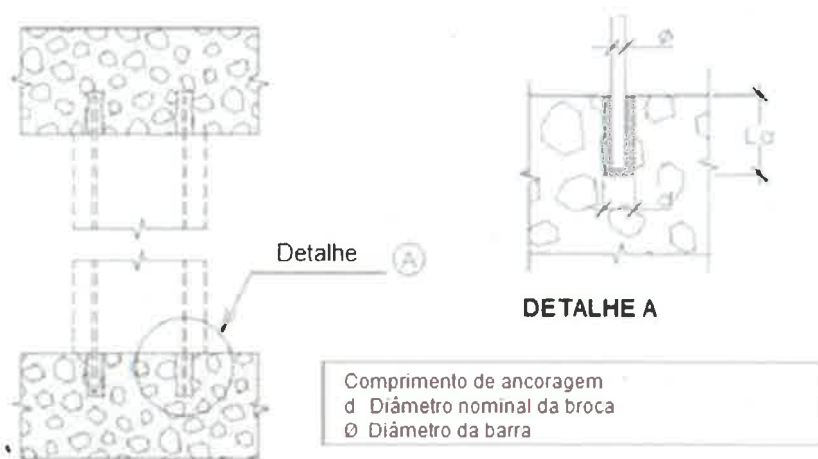 Ø
La
d
Detalhe A
DETALHE A
Comprimento de ancoragem
d Diâmetro nominal da broca
Ø Diâmetro da barra